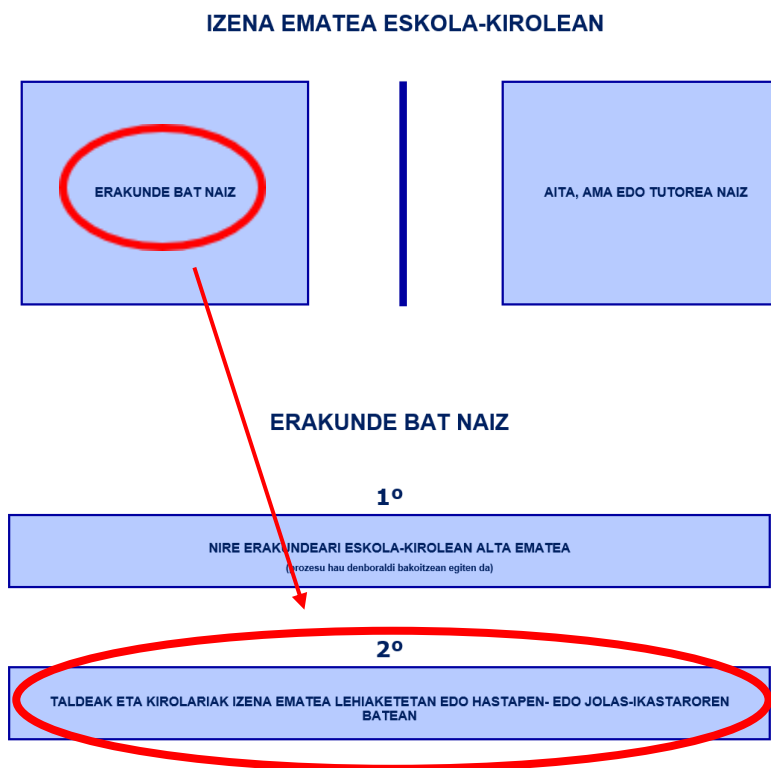 IZENA EMATEA ESKOLA-KIROLEAN
ERAKUNDE BAT NAIZ
AITA, AMA EDO TUTOREA NAIZ
ERAKUNDE BAT NAIZ
1º
NIRE ERAKUNDEARI ESKOLA-KIROLEAN ALTA EMATEA
(prozesu hau denboraldi bakoitzean egiten da)
2º
TALDEAK ETA KIROLARIAK IZENA EMATEA LEHIAKETETAN EDO HASTAPEN- EDO JOLAS-IKASTAROREN
BATEAN